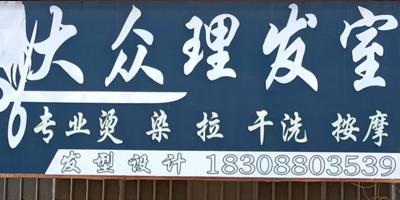 大众理发室
专业烫 染 拉 干洗 按摩
发型设计 18308803539